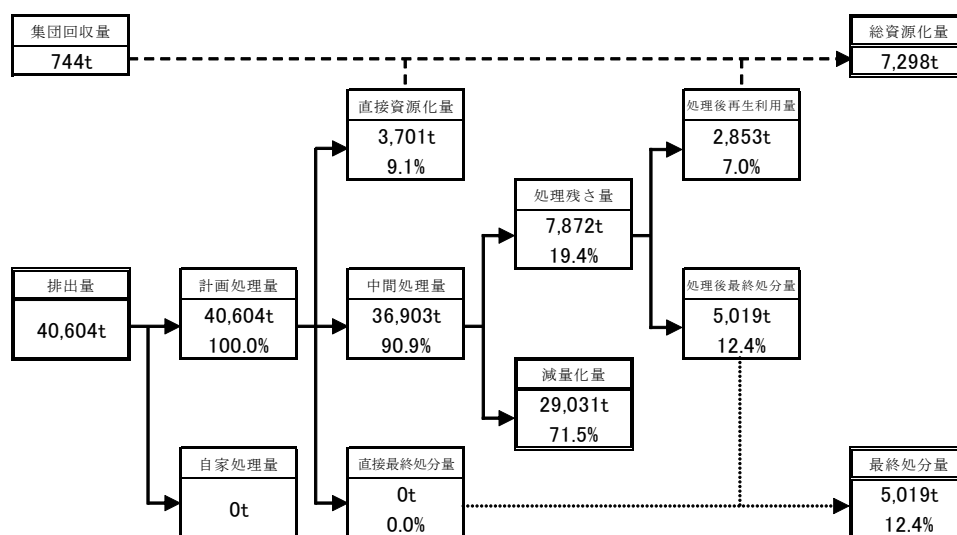 集団回収量
744t
総資源化量
7,298t
直接資源化量
3,701t
9.1%
処理後再生利用量
2,853t
7.0%
処理残さ量
7,872t
19.4%
排出量
40,604t
計画処理量
40,604t
100.0%
中間処理量
36,903t
90.9%
処理後最終処分量
5,019t
12.4%
減量化量
29,031t
71.5%
自家処理量
0t
直接最終処分量
0t
0.0%
最終処分量
5,019t
12.4%